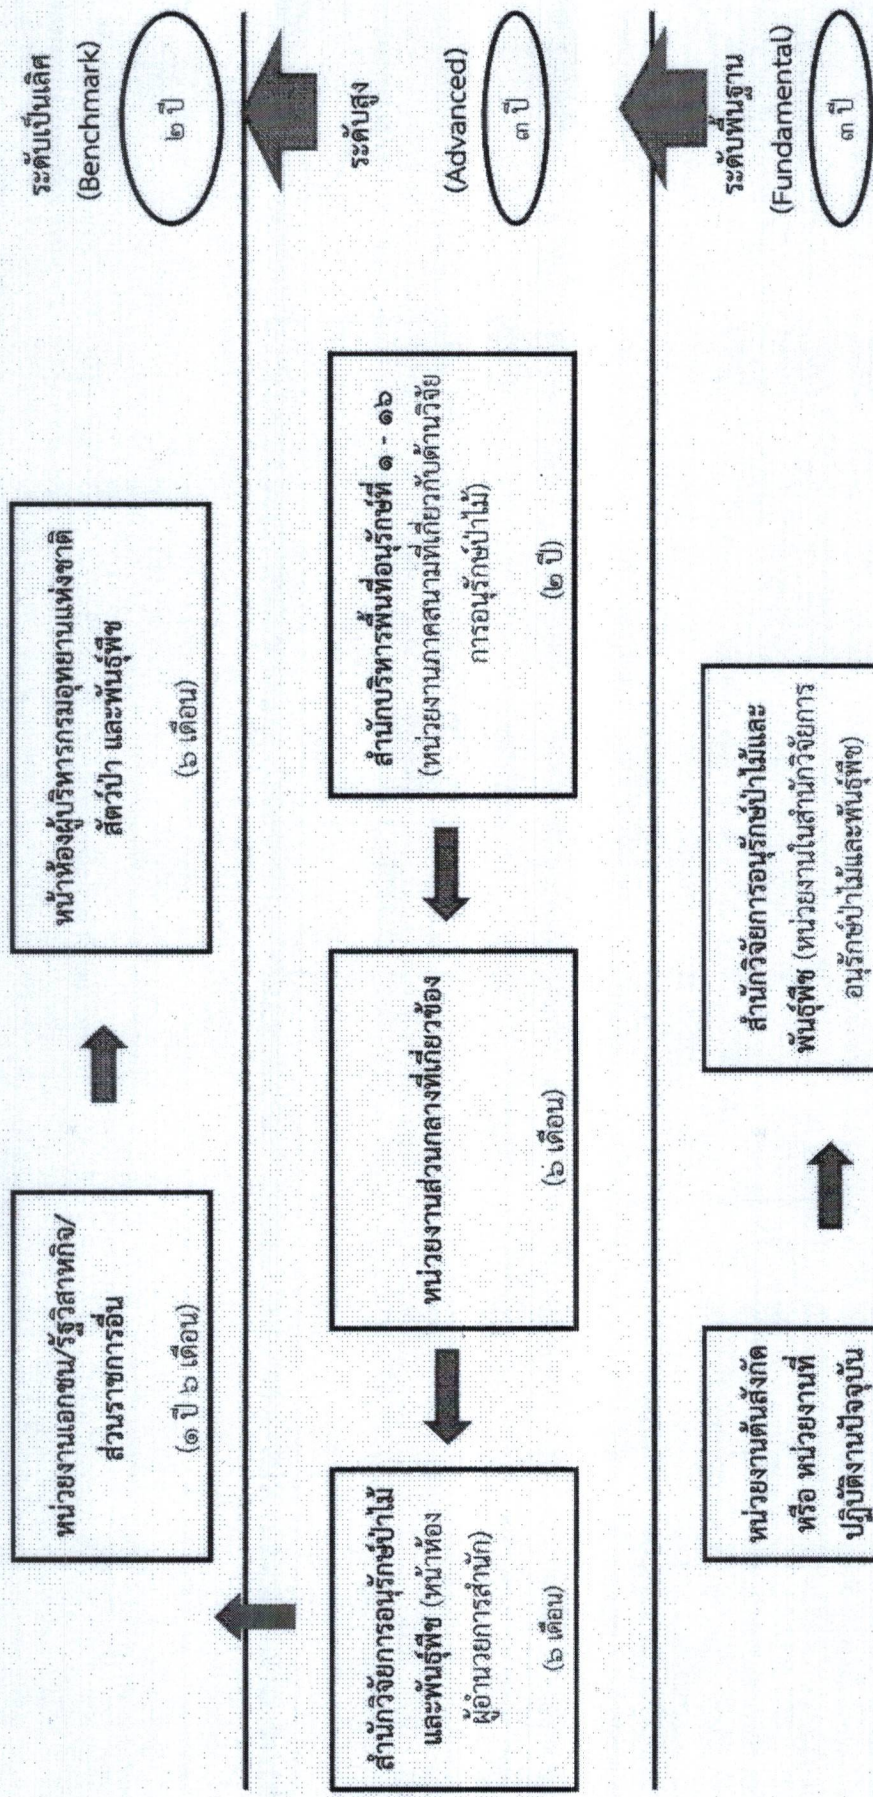 ระดับเป็นเลิศ
(Benchmark)
๒ ปี
หน่วยงานเอกชน/รัฐวิสาหกิจ/
ส่วนราชการอื่น
(๑ ปี ๖ เดือน)
หน้าห้องผู้บริหารกรมอุทยานแห่งชาติ
สัตว์ป่า และพันธุ์พืช
(๖ เดือน)
ระดับสูง
(Advanced)
๓ ปี
สำนักวิจัยการอนุรักษ์ป่าไม้
และพันธุ์พืช (หน้าห้อง
ผู้อำนวยการสำนัก)
(๖ เดือน)
หน่วยงานส่วนกลางที่เกี่ยวข้อง
(๖ เดือน)
สำนักบริหารพื้นที่อนุรักษ์ที่ ๑ - ๑๖
(หน่วยงานภาคสนามที่เกี่ยวกับด้านวิจัย
การอนุรักษ์ป่าไม้)
(๒ ปี)
ระดับพื้นฐาน
(Fundamental)
๓ ปี
หน่วยงานต้นสังกัด
หรือ หน่วยงานที่
ปฏิบัติงานปัจจุบัน
สำนักวิจัยการอนุรักษ์ป่าไม้และ
พันธุ์พืช (หน่วยงานในสำนักวิจัยการ
อนุรักษ์ป่าไม้และพันธุ์พืช)